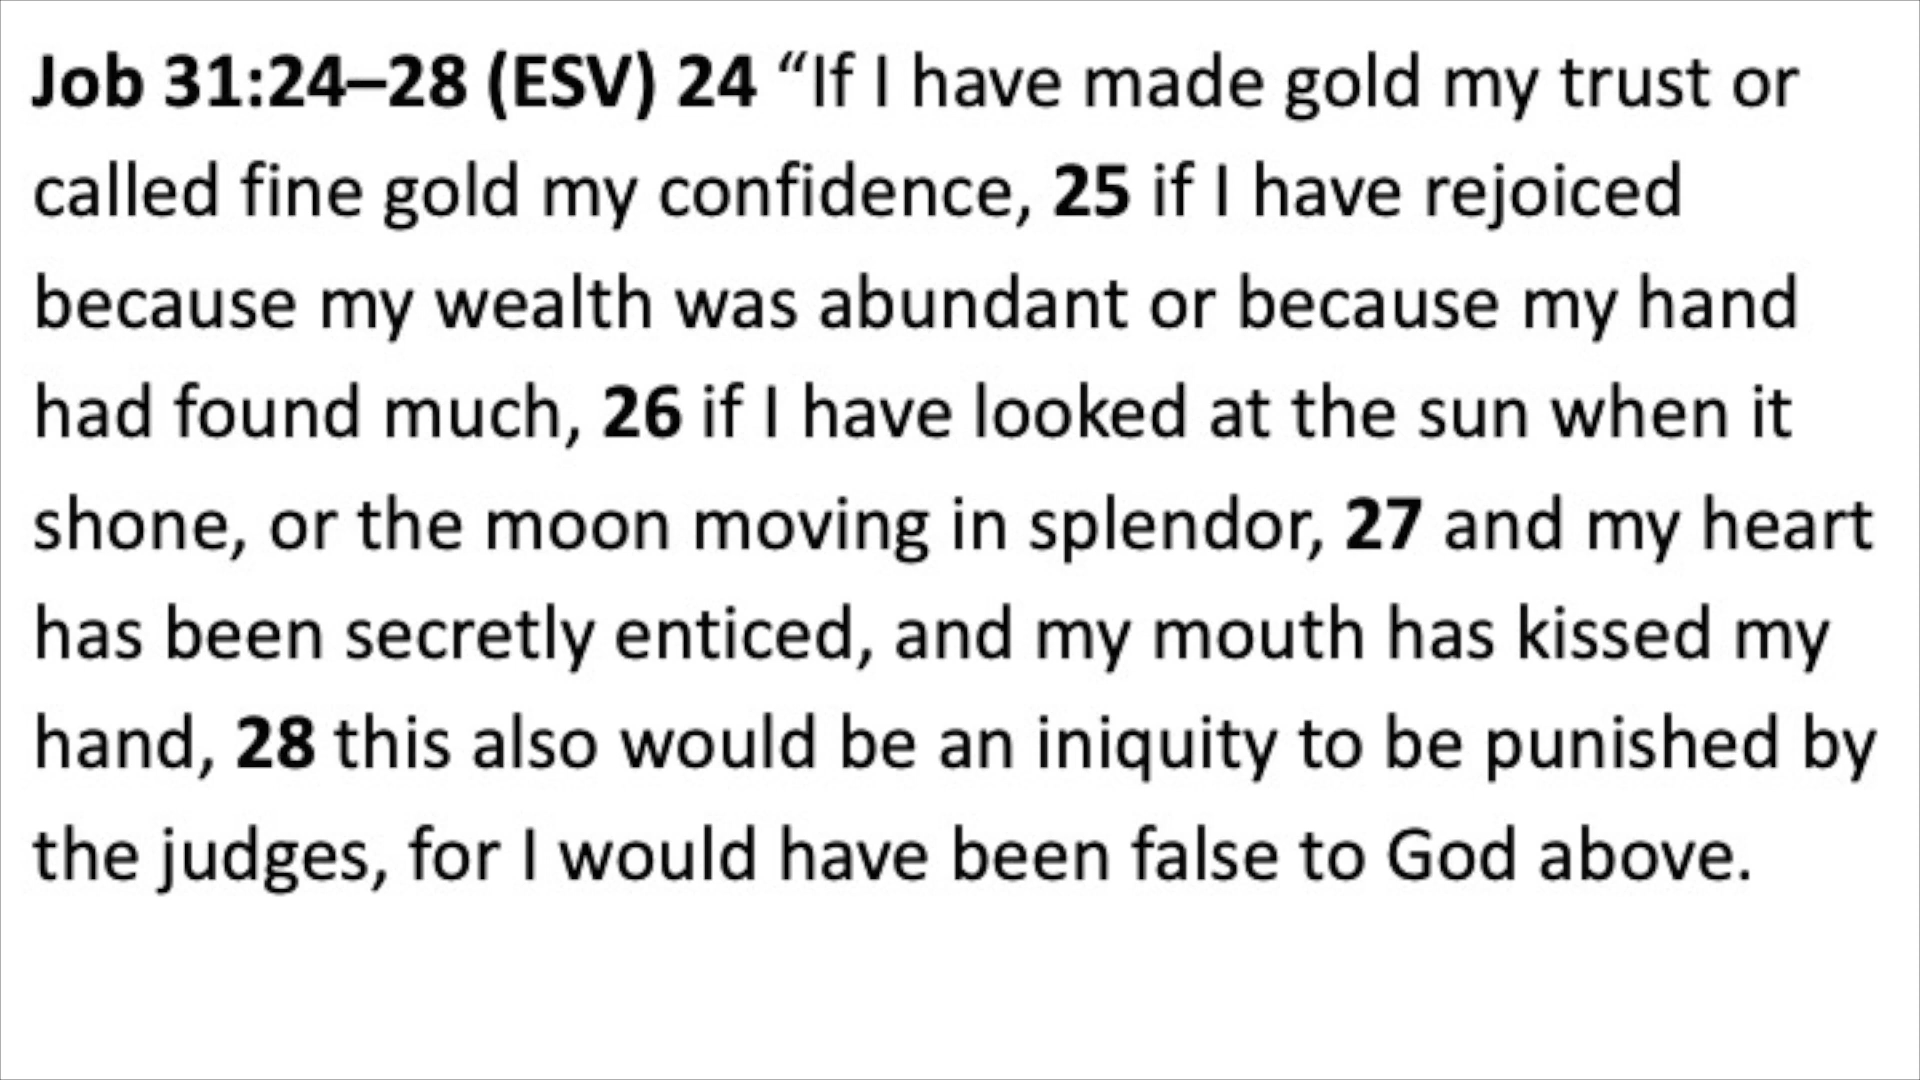 Job 31:24–28 (ESV) 24 “If I have made gold my trust or
called fine gold my confidence, 25 if I have rejoiced
because my wealth was abundant or because my hand
had found much, 26 if I have looked at the sun when it
shone, or the moon moving in splendor, 27 and my heart
has been secretly enticed, and my mouth has kissed my
hand, 28 this also would be an iniquity to be punished by
the judges, for I would have been false to God above.